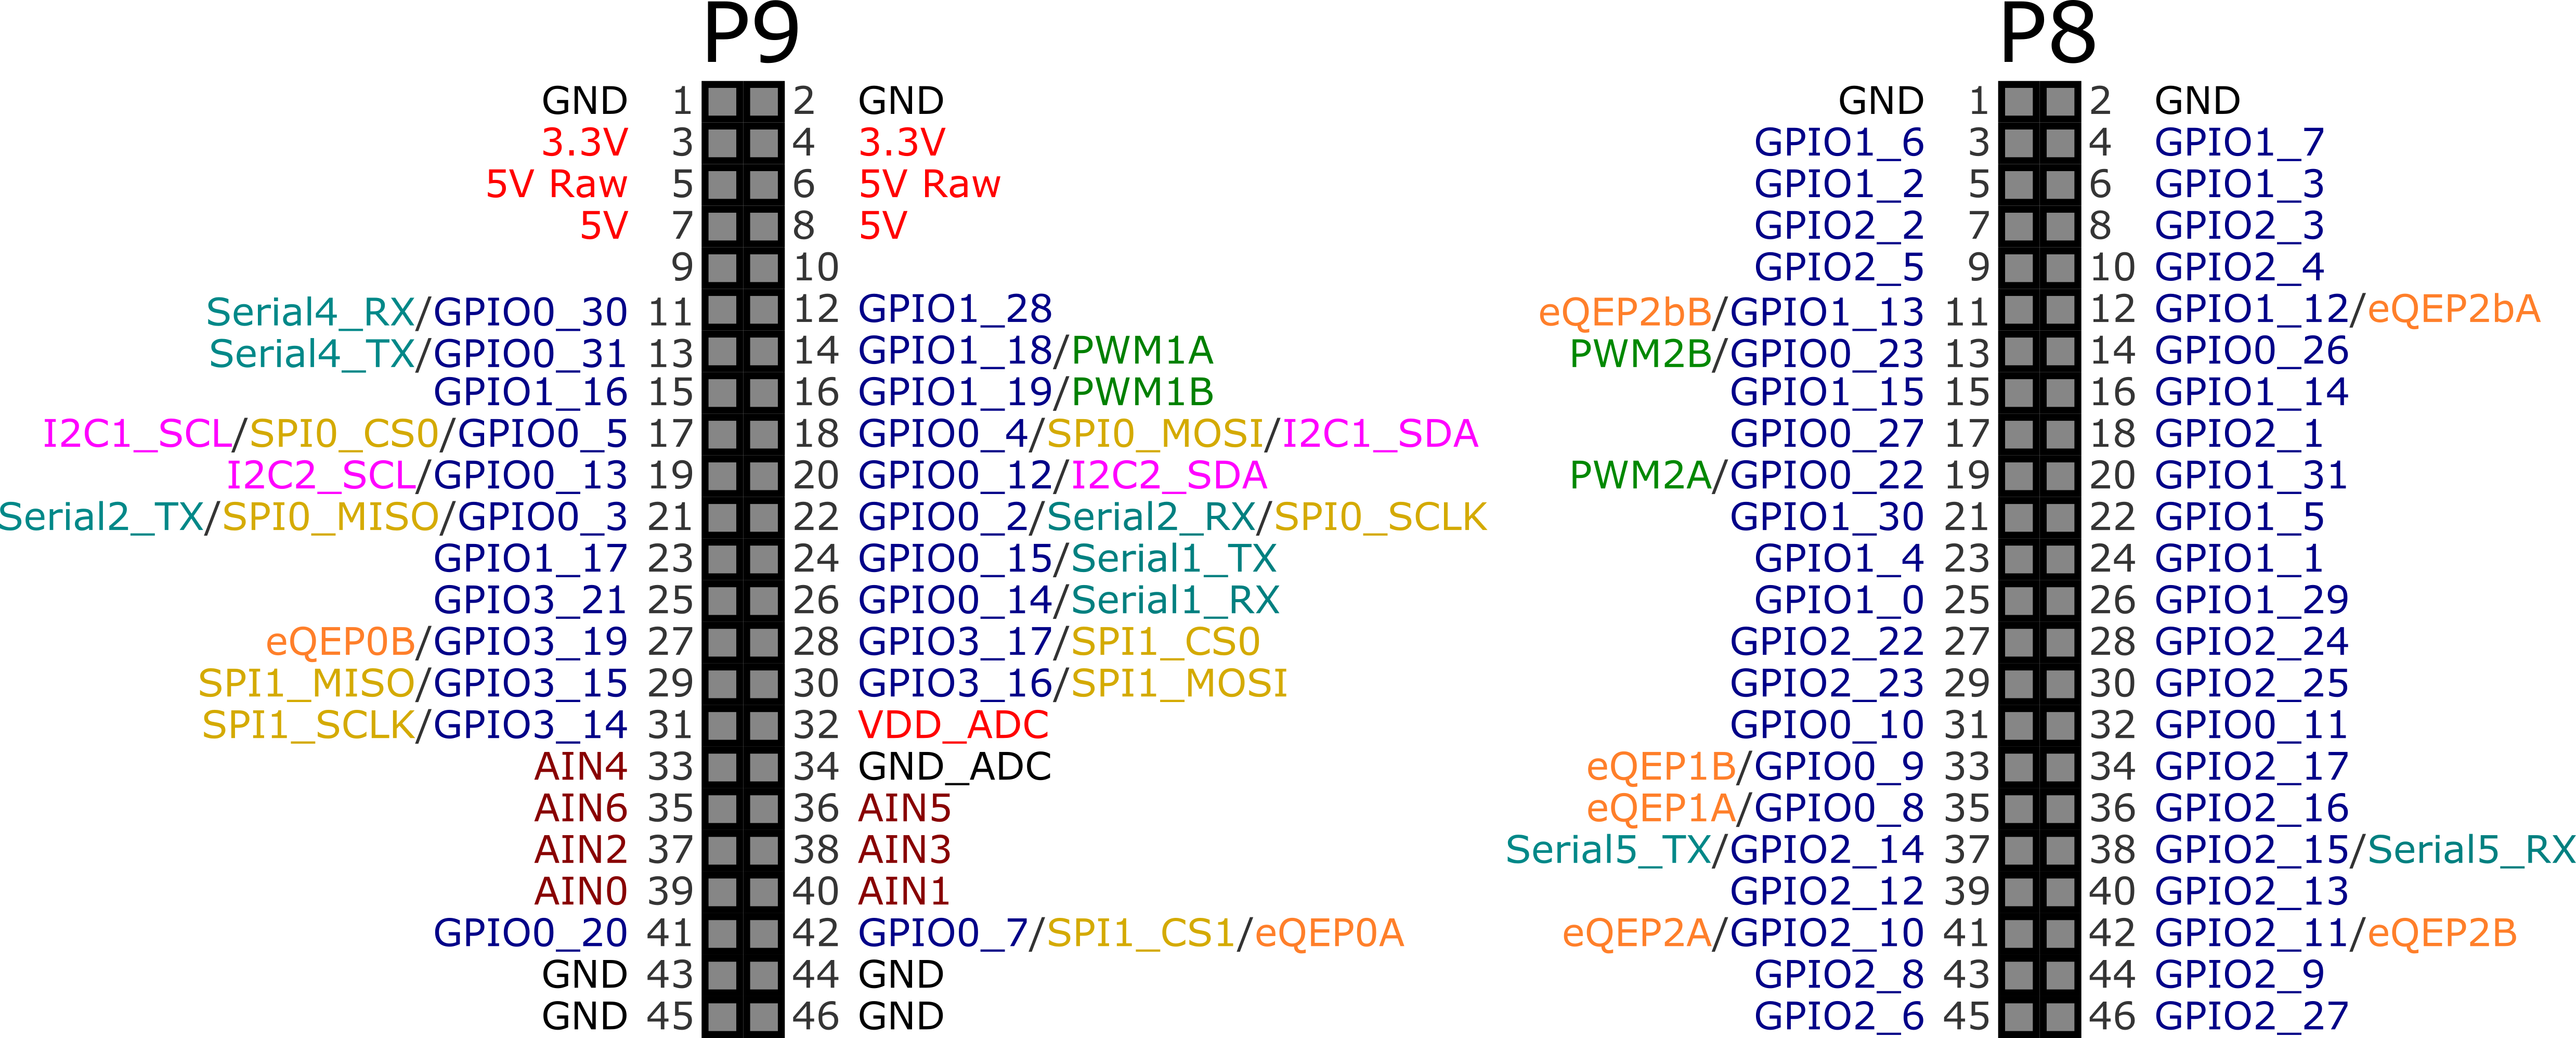 P9 P8
GND 1 2 GND GND 1 2 GND
3.3V 3 4 3.3V GPIO1_6 3 4 GPIO1_7
5V Raw 5 6 5V Raw GPIO1_2 5 6 GPIO1_3
5V 7 8 5V GPIO2_2 7 8 GPIO2_3
9 10 GPIO2_5 9 10 GPIO2_4
Serial4_RX/GPIO0_30 11 12 GPIO1_28 eQEP2bB/GPIO1_13 11 12 GPIO1_12/eQEP2bA
Serial4_TX/GPIO0_31 13 14 GPIO1_18/PWM1A PWM2B/GPIO0_23 13 14 GPIO0_26
GPIO1_16 15 16 GPIO1_19/PWM1B GPIO1_15 15 16 GPIO1_14
I2C1_SCL/SPI0_CS0/GPIO0_5 17 18 GPIO0_4/SPI0_MOSI/I2C1_SDA GPIO0_27 17 18 GPIO2_1
I2C2_SCL/GPIO0_13 19 20 GPIO0_12/I2C2_SDA PWM2A/GPIO0_22 19 20 GPIO1_31
Serial2_TX/SPI0_MISO/GPIO0_3 21 22 GPIO0_2/Serial2_RX/SPI0_SCLK GPIO1_30 21 22 GPIO1_5
GPIO1_17 23 24 GPIO0_15/Serial1_TX GPIO1_4 23 24 GPIO1_1
GPIO3_21 25 26 GPIO0_14/Serial1_RX GPIO1_0 25 26 GPIO1_29
eQEP0B/GPIO3_19 27 28 GPIO3_17/SPI1_CS0 GPIO2_22 27 28 GPIO2_24
SPI1_MISO/GPIO3_15 29 30 GPIO3_16/SPI1_MOSI GPIO2_23 29 30 GPIO2_25
SPI1_SCLK/GPIO3_14 31 32 VDD_ADC GPIO0_10 31 32 GPIO0_11
AIN4 33 34 GND_ADC eQEP1B/GPIO0_9 33 34 GPIO2_17
AIN6 35 36 AIN5 eQEP1A/GPIO0_8 35 36 GPIO2_16
AIN2 37 38 AIN3 Serial5_TX/GPIO2_14 37 38 GPIO2_15/Serial5_RX
AIN0 39 40 AIN1 GPIO2_12 39 40 GPIO2_13
GPIO0_20 41 42 GPIO0_7/SPI1_CS1/eQEP0A eQEP2A/GPIO2_10 41 42 GPIO2_11/eQEP2B
GND 43 44 GND GPIO2_8 43 44 GPIO2_9
GND 45 46 GND GPIO2_6 45 46 GPIO2_27